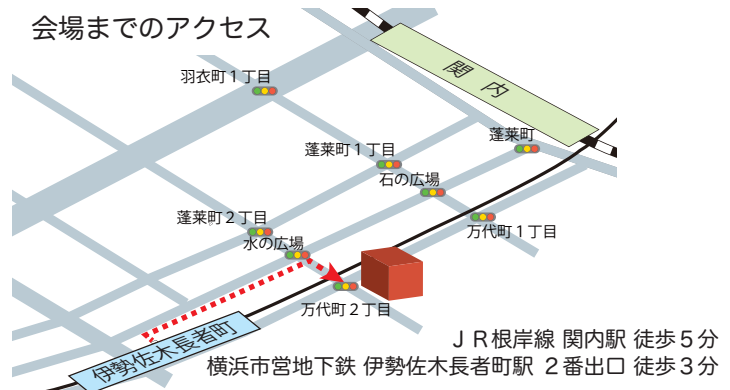 会場までのアクセス
関内
羽衣町1丁目
蓬莱町
蓬莱町1丁目
石の広場
蓬莱町2丁目
万代町1丁目
水の広場
万代町2丁目
伊勢佐木長者町
JR根岸線 関内駅 徒歩5分
横浜市営地下鉄 伊勢佐木長者町駅 2番出口 徒歩3分